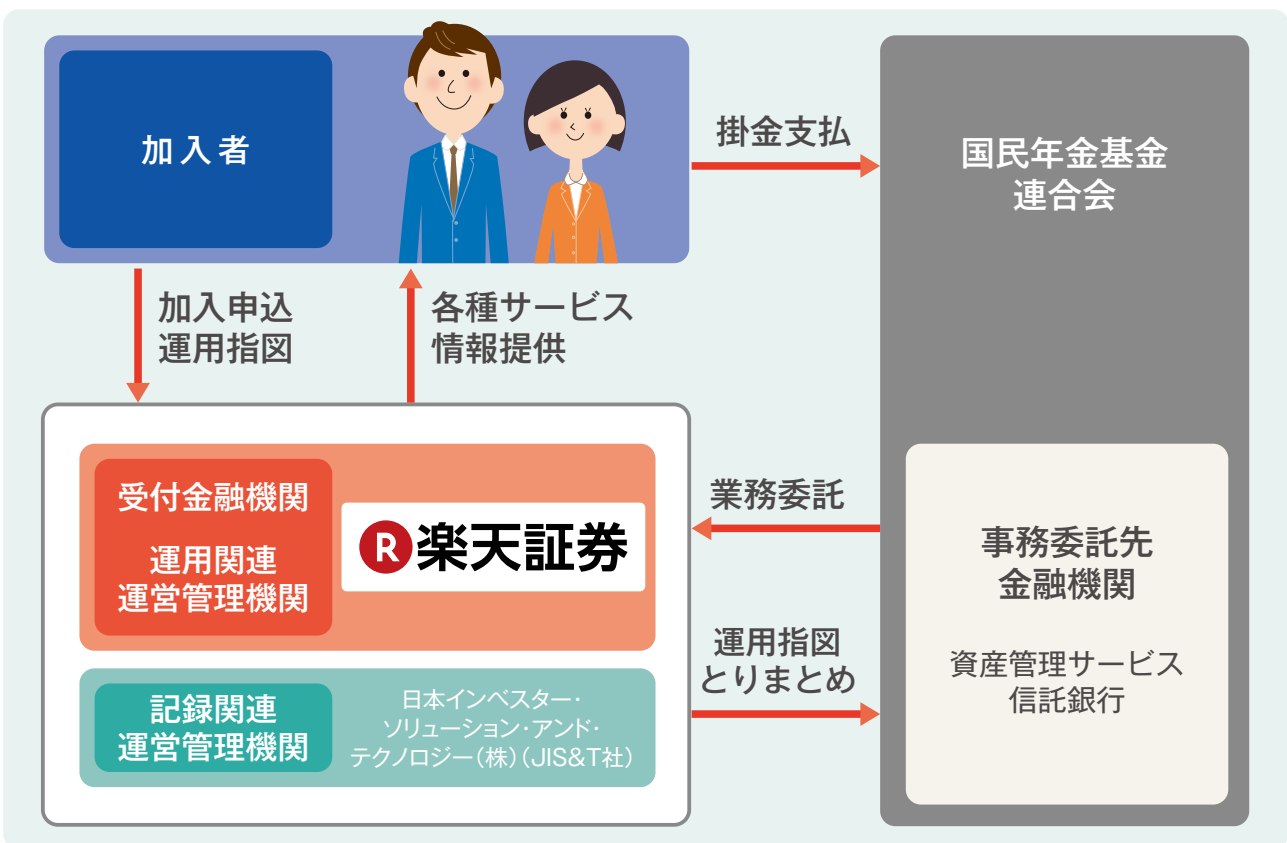 加入者
掛金支払
国民年金基金
連合会
加入申込
運用指図
各種サービス
情報提供
受付金融機関
運用関連
運営管理機関
R楽天証券
業務委託
事務委託先
金融機関
資産管理サービス
信託銀行
運用指図
とりまとめ
記録関連
運営管理機関
日本インベスター・
ソリューション・アンド・
テクノロジー(株)(JIS&T社)